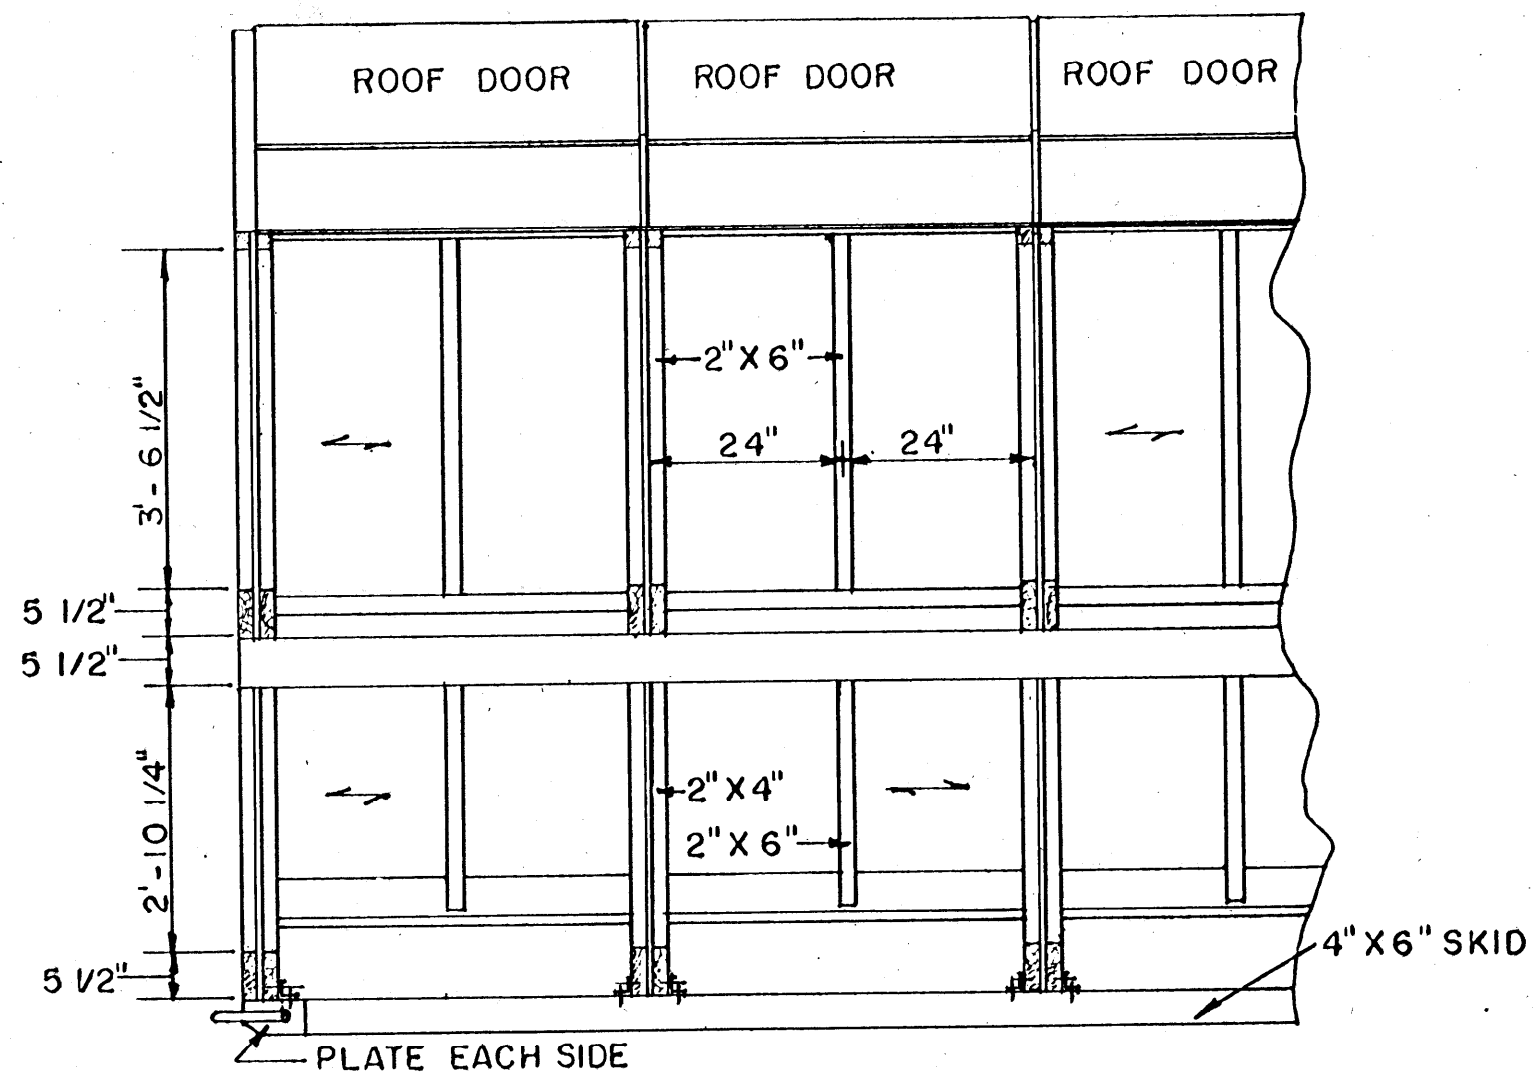 ROOF DOOR
ROOF DOOR
ROOF DOOR
2" X 6"
3'- 6 1/2"
24"
24"
5 1/2"
5 1/2"
2" X 4"
2'-10 1/4"
2" X 6"
4" X 6" SKID
5 1/2"
PLATE EACH SIDE